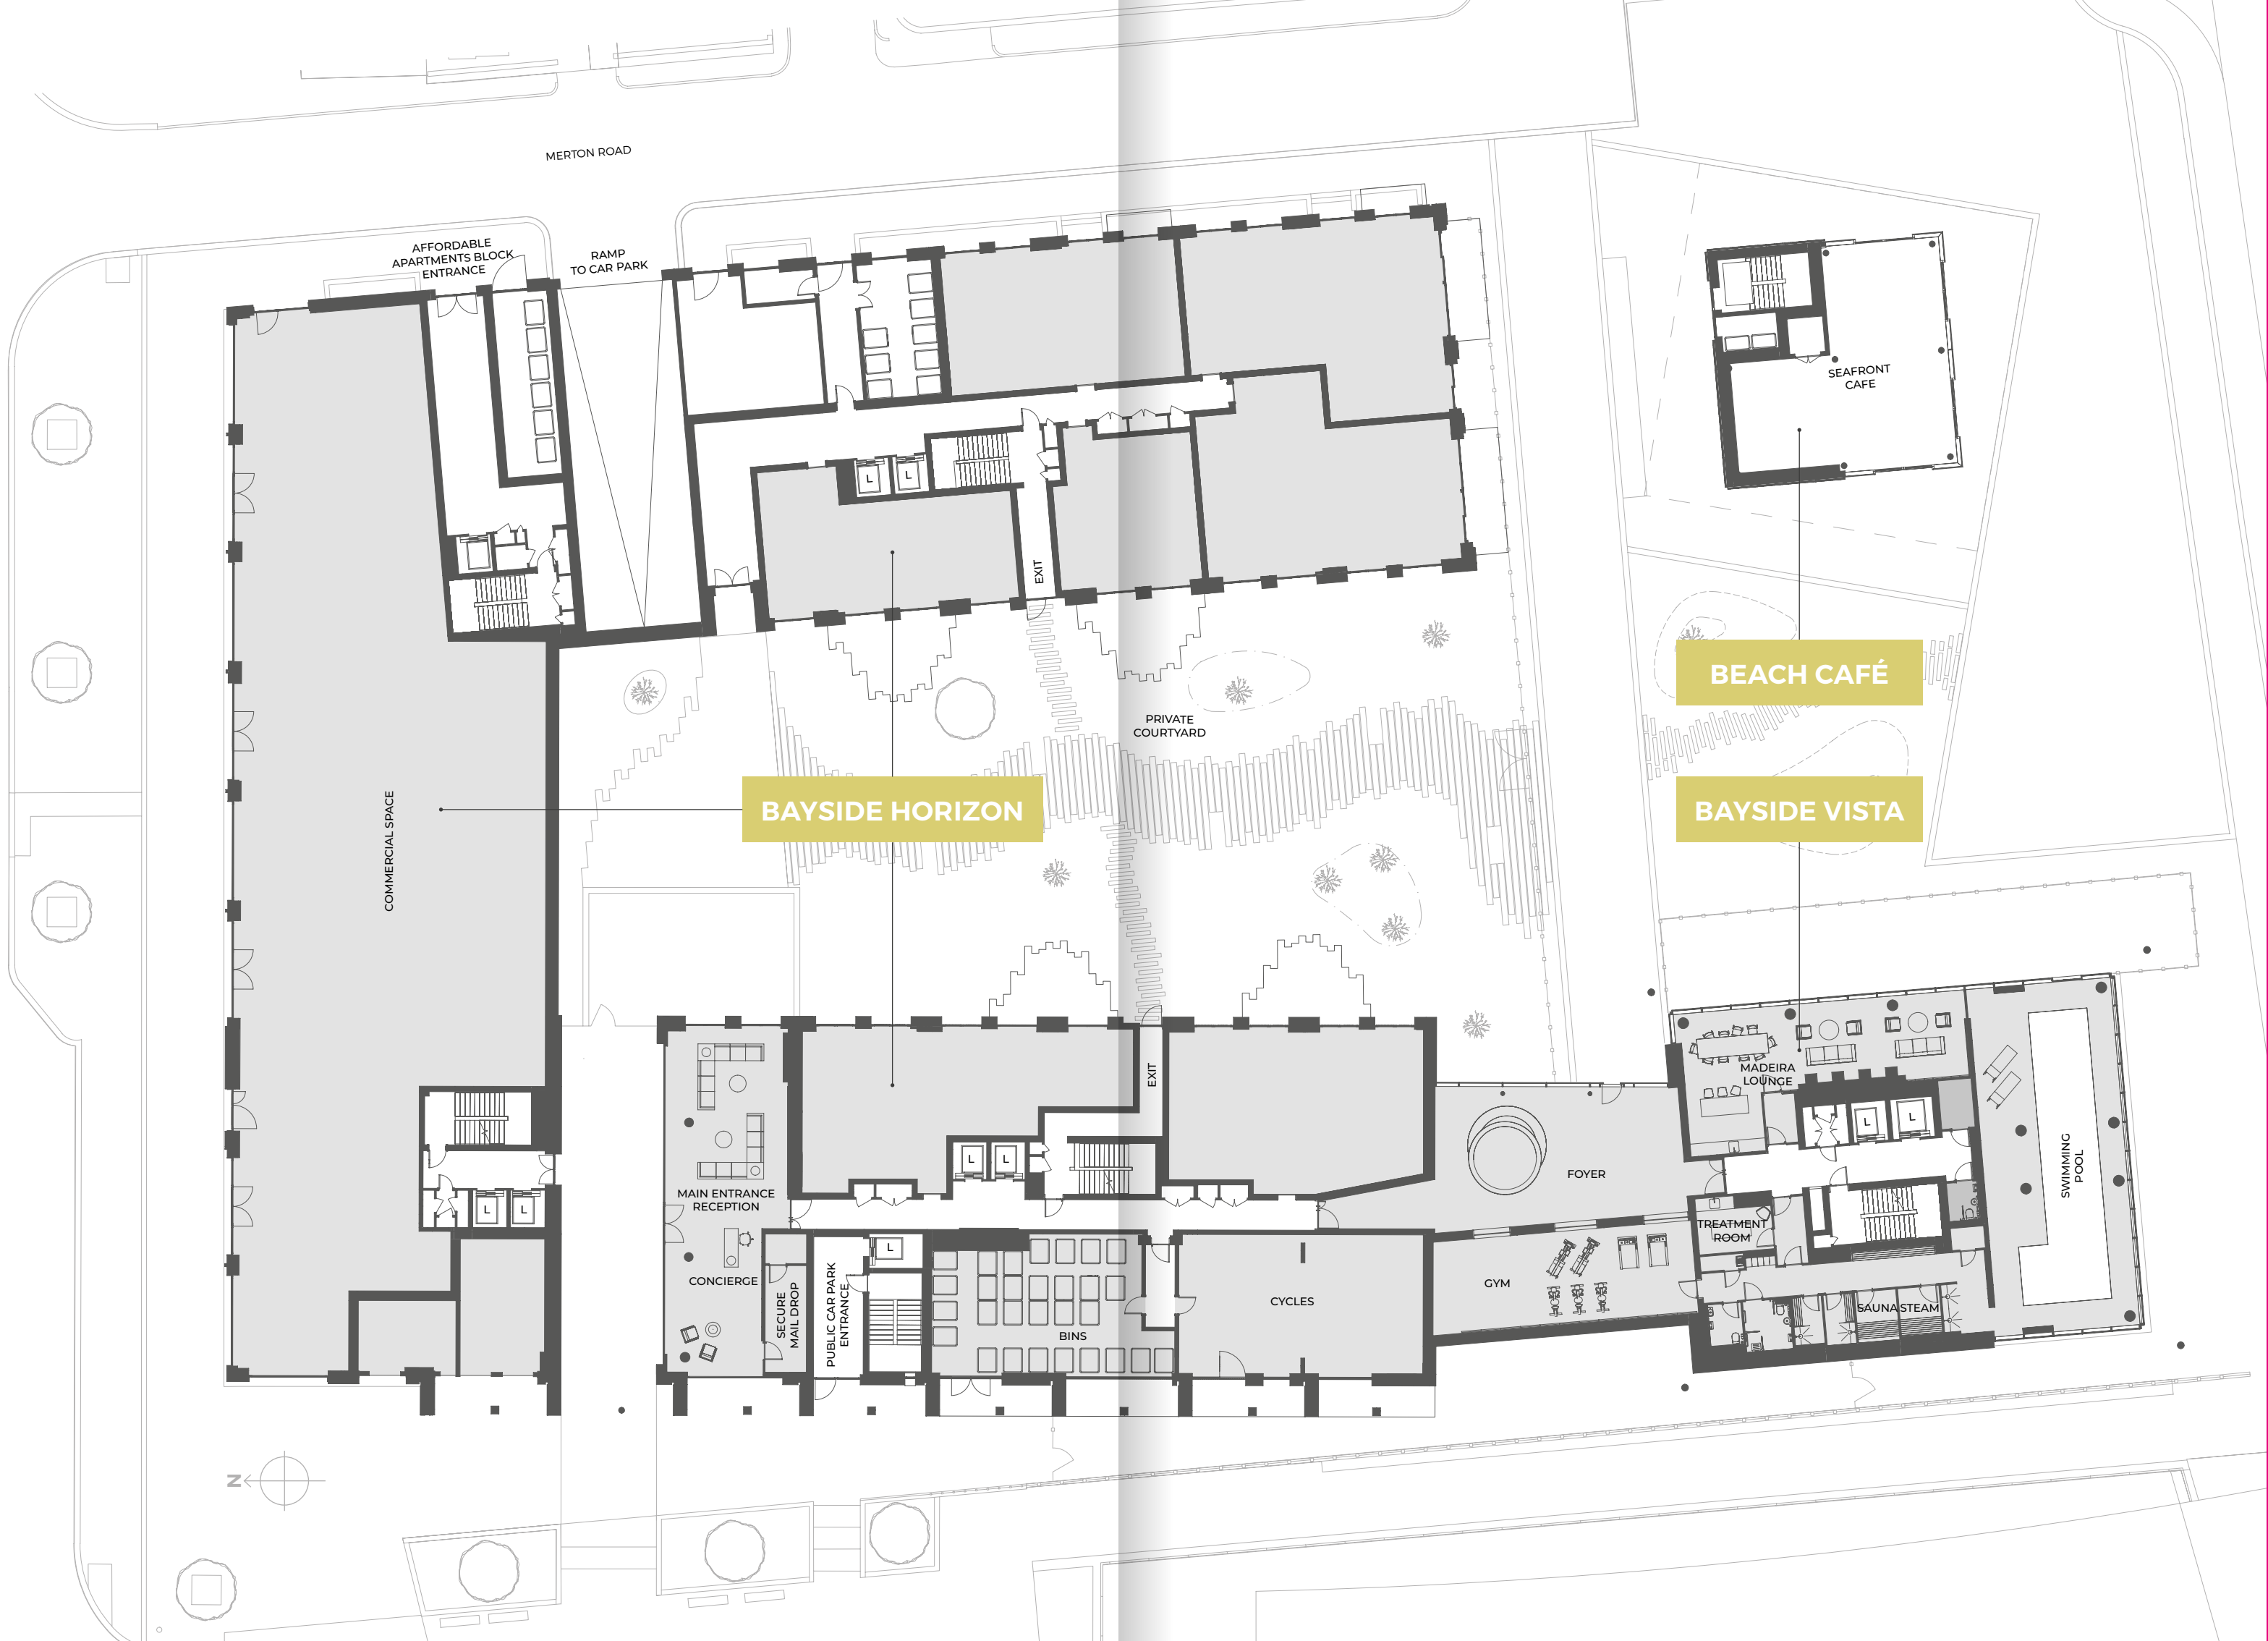 MERTON ROAD
AFFORDABLE
APARTMENTS BLOCK
ENTRANCE
RAMP
TO CAR PARK
SEAFRONT
CAFE
L
L
EXIT
BEACH CAFÉ
PRIVATE
COURTYARD
BAYSIDE HORIZON
BAYSIDE VISTA
COMMERCIAL SPACE
EXIT
MADEIRA
LOUNGE
L
L
L
L
FOYER
SWIMMING
POOL
MAIN ENTRANCE
RECEPTION
L
L
TREATMENT
ROOM
L
CONCIERGE
SECURE
MAIL DROP
PUBLIC CAR PARK
ENTRANCE
BINS
CYCLES
GYM
SAUNA STEAM
N